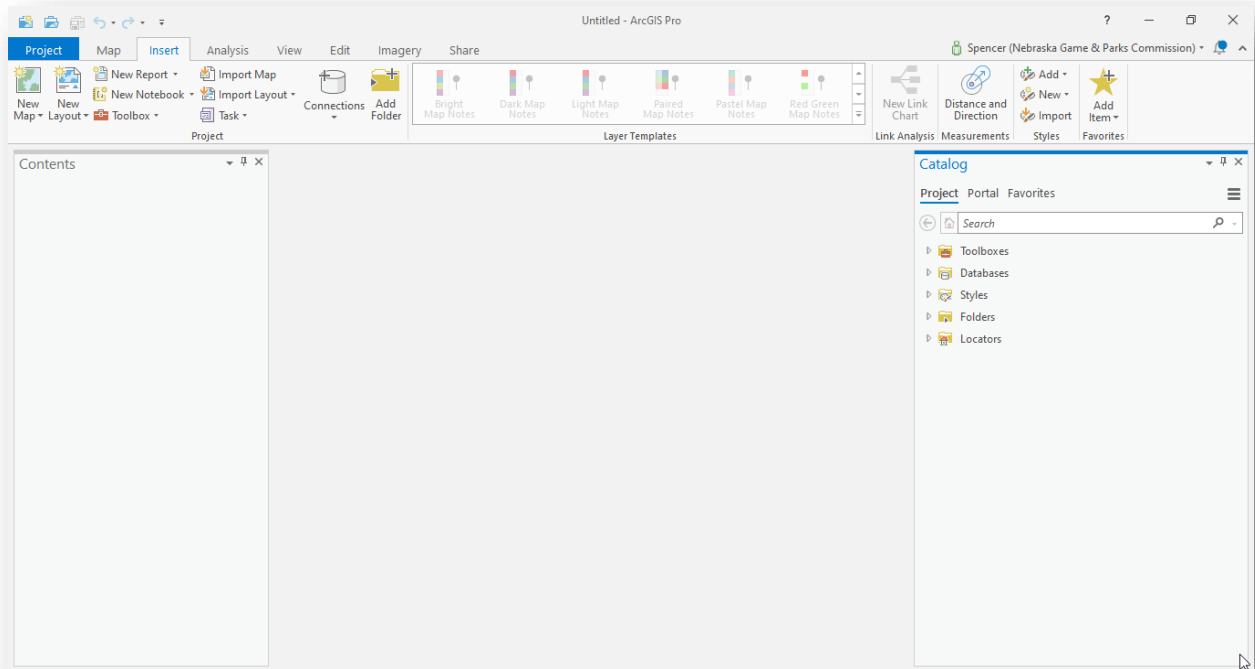 Untitled - ArcGIS Pro
?
Project Map Insert Analysis View Edit Imagery Share
Spencer (Nebraska Game & Parks Commission)
New Map
New Layout
New Report
New Notebook
Toolbox
Import Map
Import Layout
Task
Connections
Add Folder
Project
Bright Map Notes
Dark Map Notes
Light Map Notes
Paired Map Notes
Pastel Map Notes
Red Green Map Notes
Layer Templates
New Link Chart
Link Analysis
Distance and Direction
Measurements
Add
New
Import
Styles
Add Item
Favorites
Contents
Catalog
Project Portal Favorites
Search
Toolboxes
Databases
Styles
Folders
Locators